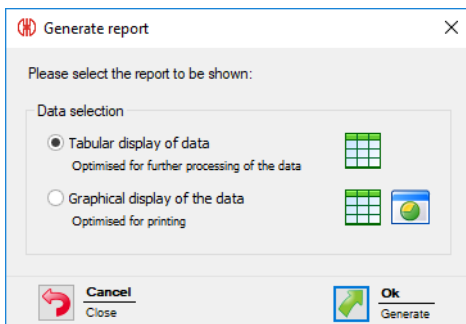 Generate report
Please select the report to be shown:
Data selection
Tabular display of data
Optimised for further processing of the data
Graphical display of the data
Optimised for printing
Cancel
Close
Ok
Generate